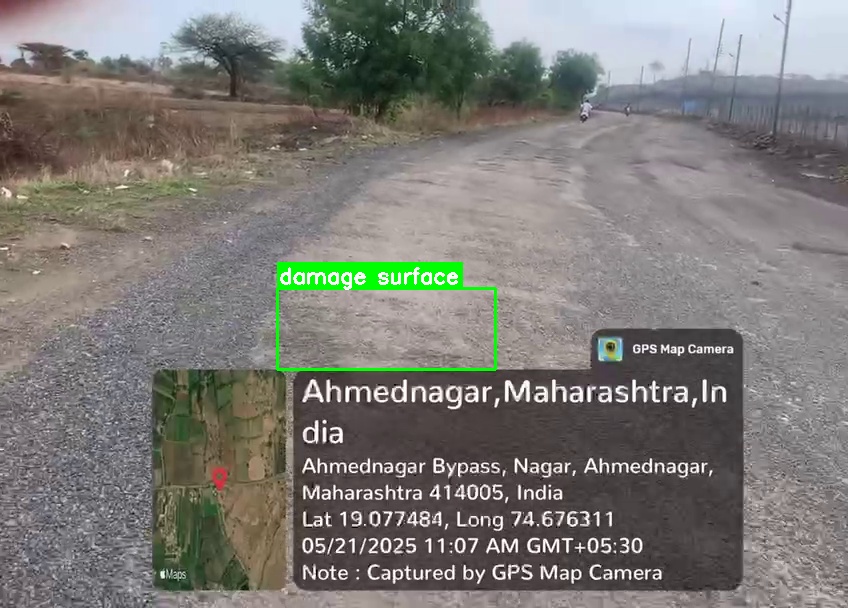 damage surface
GPS Map Camera
Ahmednagar,Maharashtra,In
dia
Ahmednagar Bypass, Nagar, Ahmednagar,
Maharashtra 414005, India
Lat 19.077484, Long 74.676311
05/21/2025 11:07 AM GMT+05:30
Note : Captured by GPS Map Camera
Maps